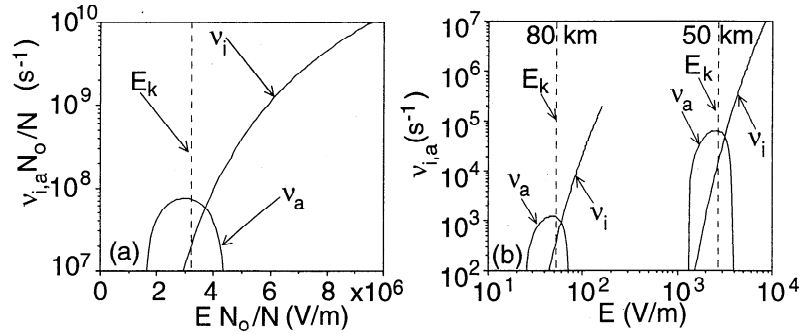 10^10
10^9
10^8
10^7
ν_i,a N_o/N (s^-1)
E_k
ν_i
ν_a
(a)
0 2 4 6 8 x10^6
E N_o/N (V/m)
10^7
10^6
10^5
10^4
10^3
10^2
ν_i,a (s^-1)
80 km
50 km
E_k
E_k
ν_a
ν_a
ν_i
ν_i
(b)
10^1 10^2 10^3 10^4
E (V/m)